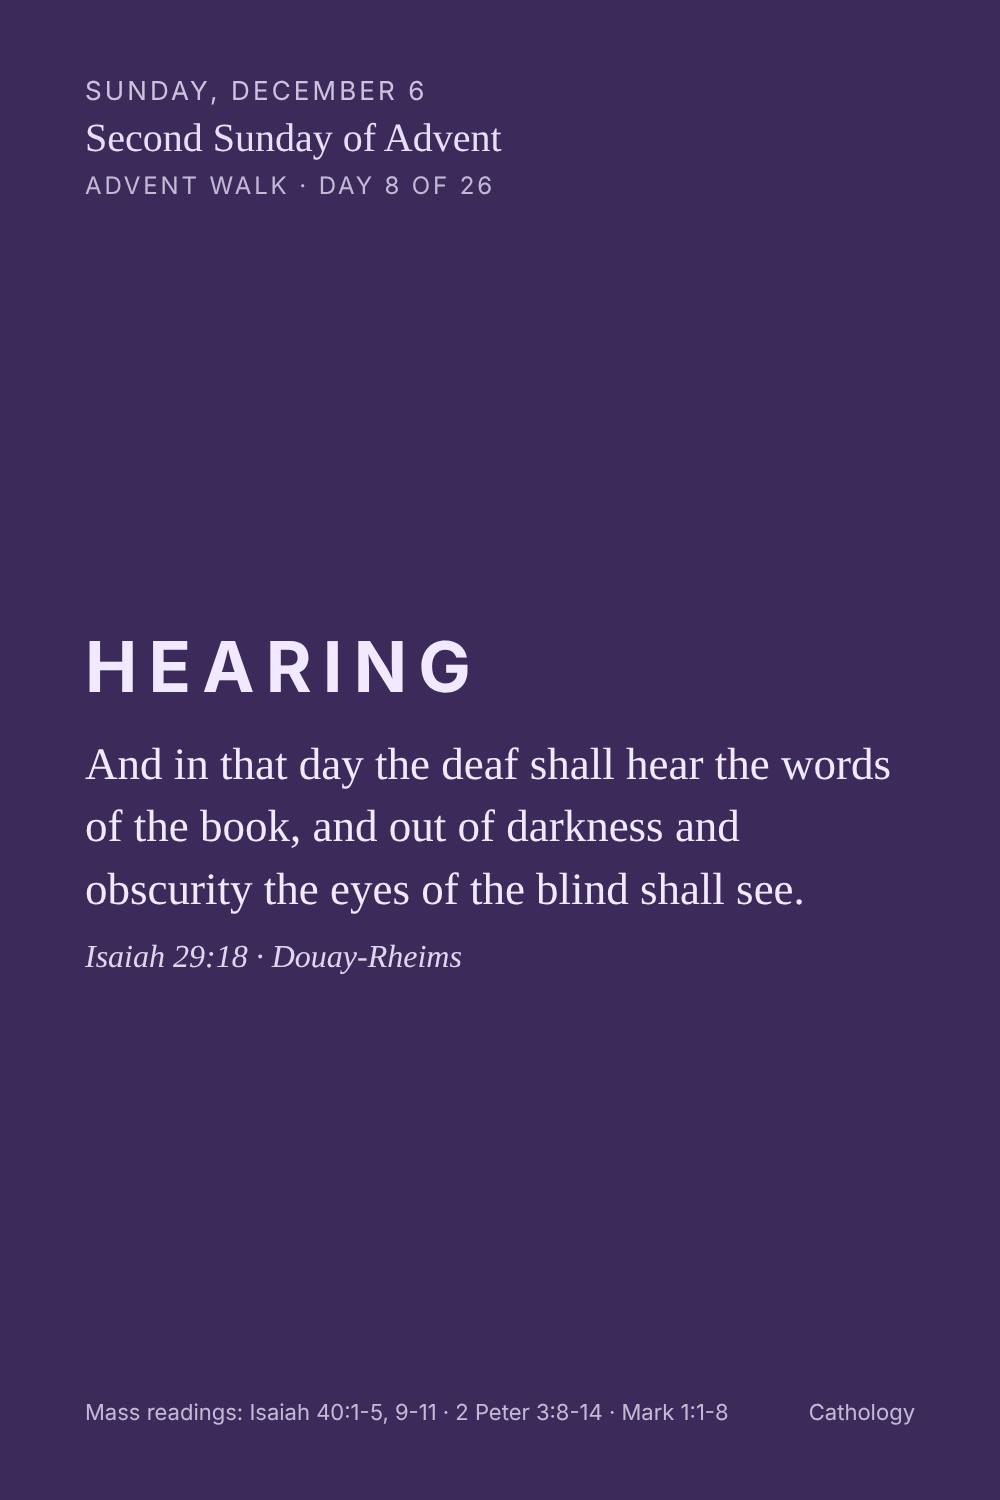 SUNDAY, DECEMBER 6
Second Sunday of Advent
ADVENT WALK · DAY 8 OF 26
HEARING
And in that day the deaf shall hear the words
of the book, and out of darkness and
obscurity the eyes of the blind shall see.
Isaiah 29:18 · Douay-Rheims
Mass readings: Isaiah 40:1-5, 9-11 · 2 Peter 3:8-14 · Mark 1:1-8 Cathology